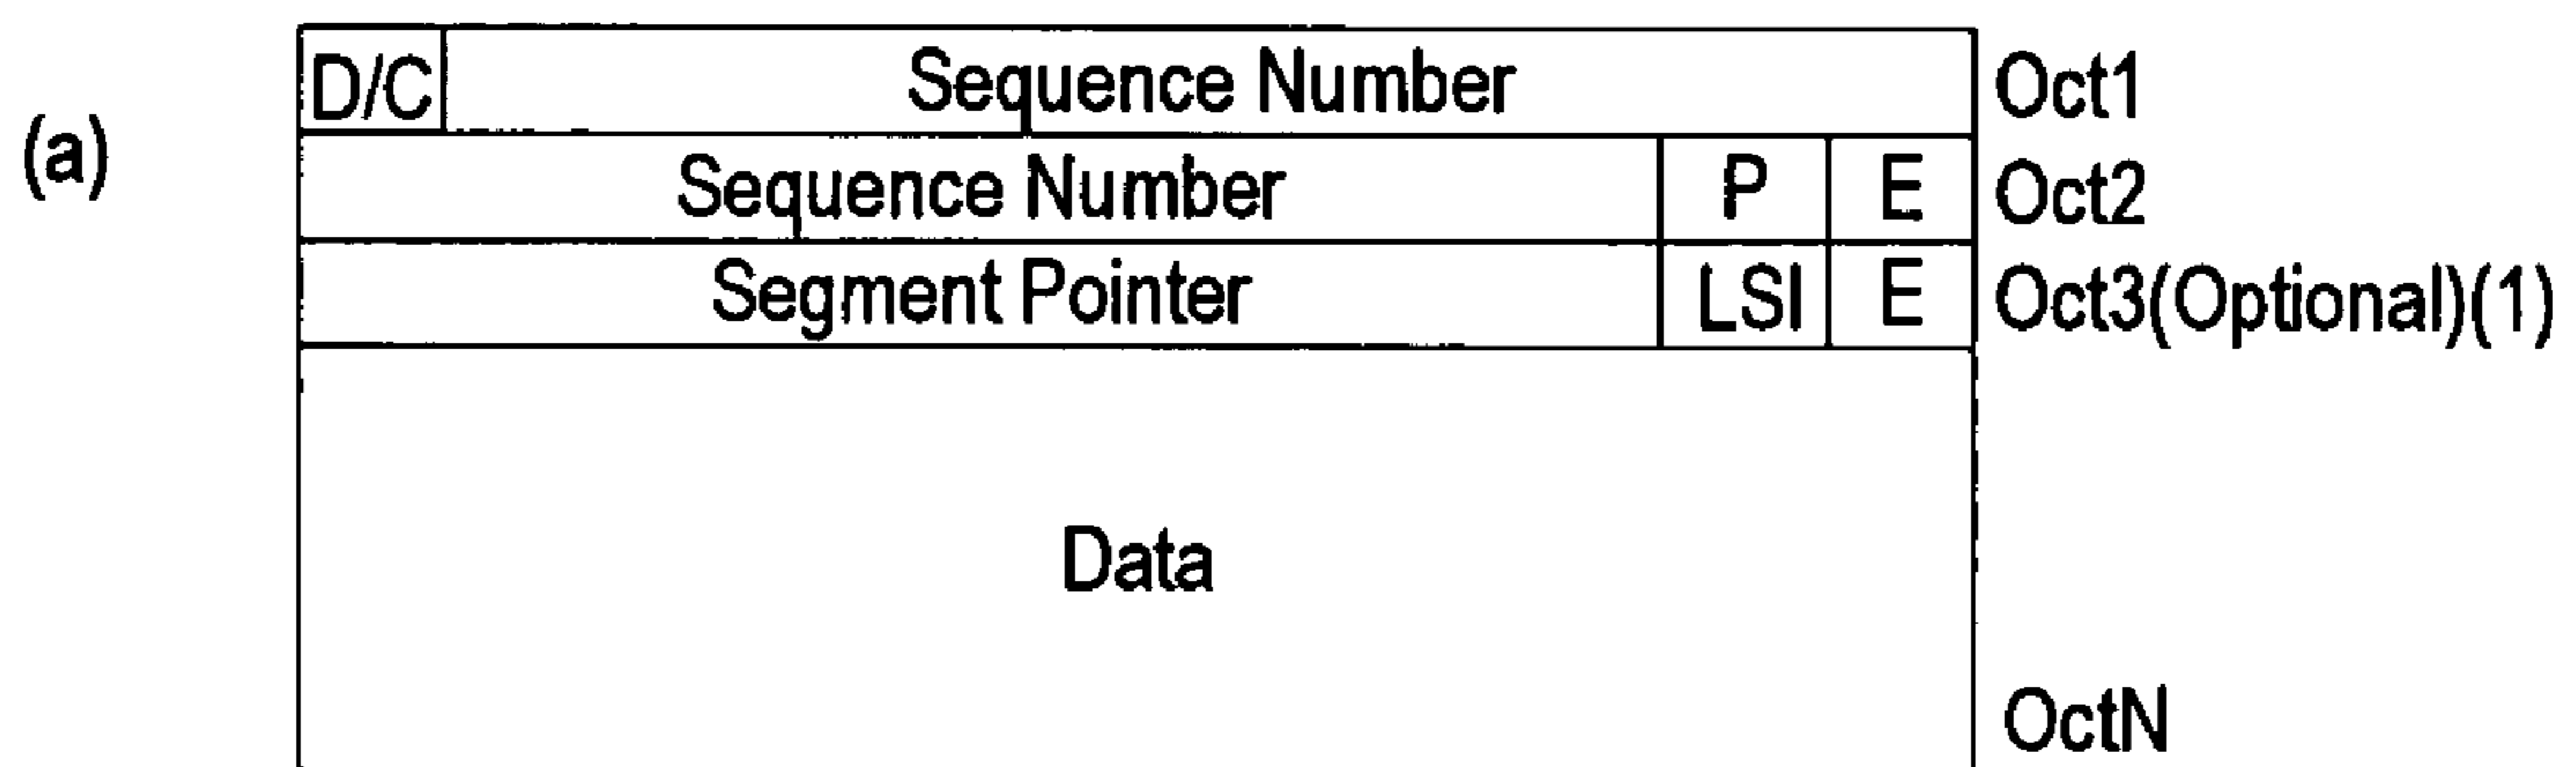 D/C Sequence Number Oct1
(a)
Sequence Number P E Oct2
Segment Pointer LSI E Oct3(Optional)(1)
Data
OctN